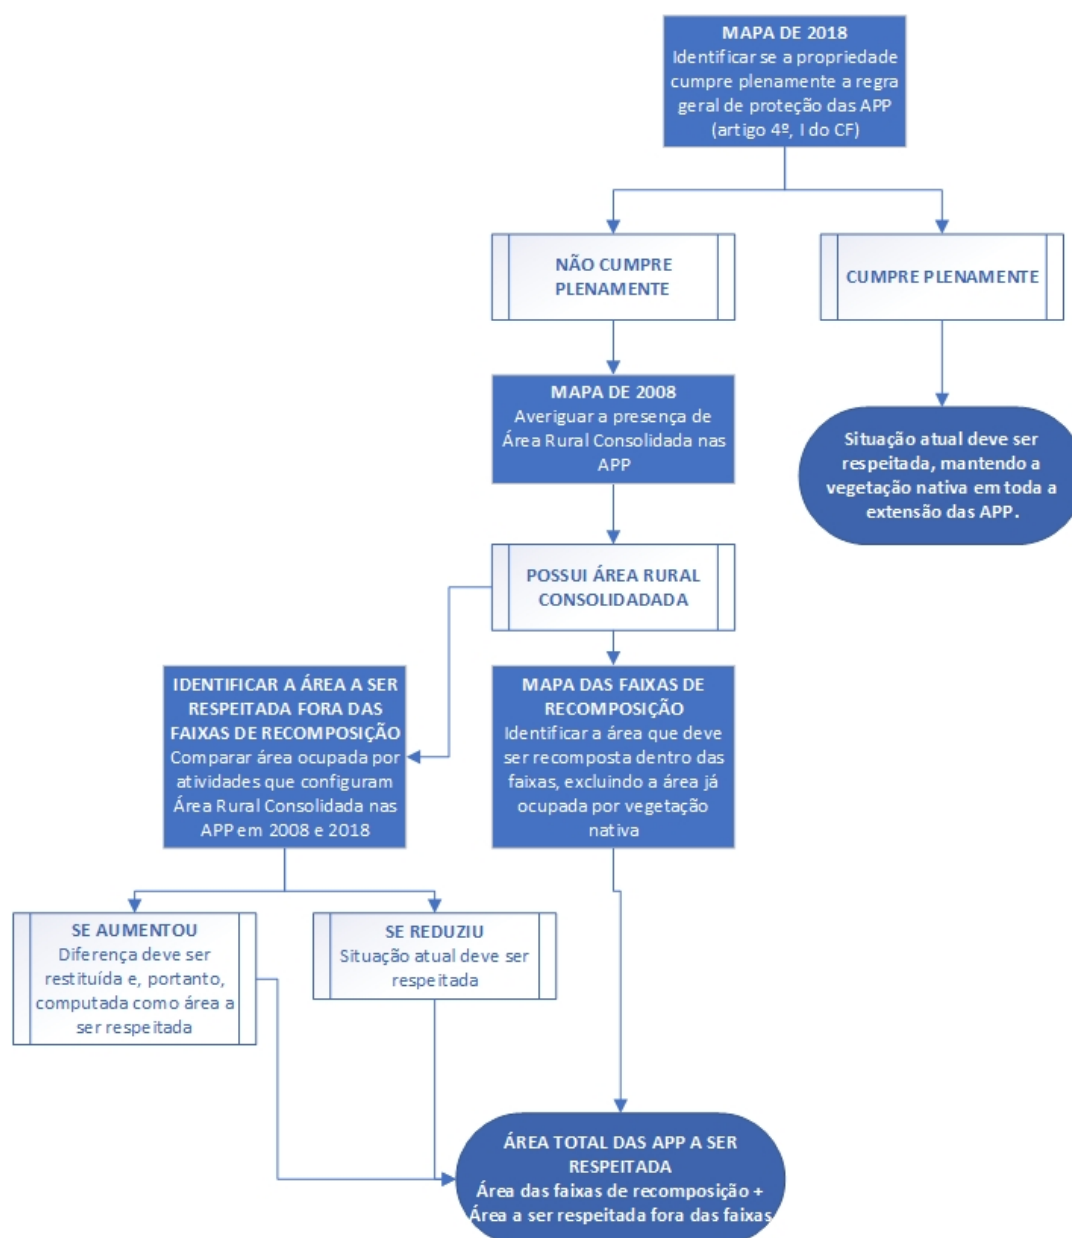 MAPA DE 2018
Identificar se a propriedade
cumpre plenamente a regra
geral de proteção das APP
(artigo 4º, I do CF)
NÃO CUMPRE
PLENAMENTE
CUMPRE PLENAMENTE
MAPA DE 2008
Averiguar a presença de
Área Rural Consolidada nas
APP
Situação atual deve ser
respeitada, mantendo a
vegetação nativa em toda a
extensão das APP.
POSSUI ÁREA RURAL
CONSOLIDADADA
IDENTIFICAR A ÁREA A SER
RESPEITADA FORA DAS
FAIXAS DE RECOMPOSIÇÃO
Comparar área ocupada por
atividades que configuram
Área Rural Consolidada nas
APP em 2008 e 2018
MAPA DAS FAIXAS DE
RECOMPOSIÇÃO
Identificar a área que deve
ser recomposta dentro das
faixas, excluindo a área já
ocupada por vegetação
nativa
SE AUMENTOU
Diferença deve ser
restituída e, portanto,
computada como área a
ser respeitada
SE REDUZIU
Situação atual deve ser
respeitada
ÁREA TOTAL DAS APP A SER
RESPEITADA
Área das faixas de recomposição +
Área a ser respeitada fora das faixas